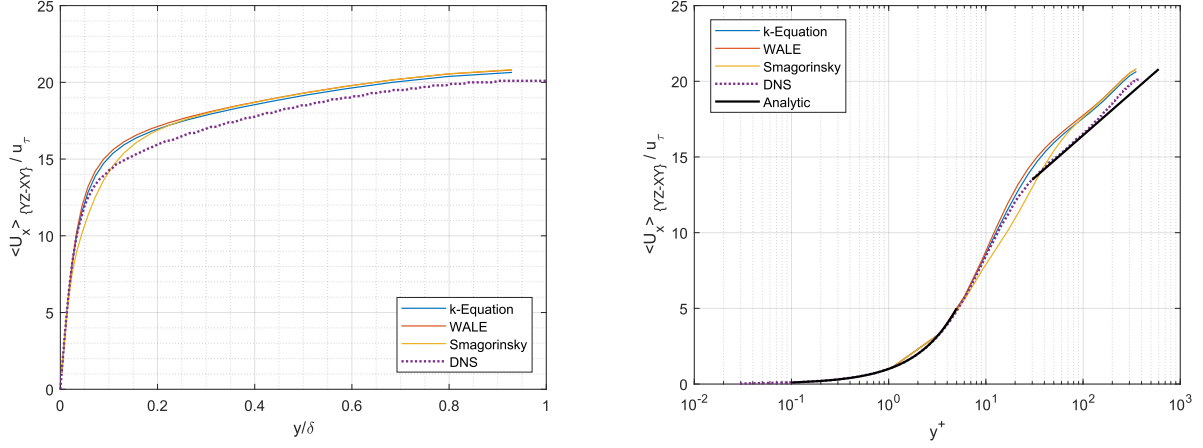 25
20
15
10
5
0
0
0.2
0.4
0.6
0.8
1
y/δ
<U_x>_{YZ-XY} / u_τ
k-Equation
WALE
Smagorinsky
DNS
25
20
15
10
5
0
10^-2
10^-1
10^0
10^1
10^2
10^3
y^+
<U_x>_{YZ-XY} / u_τ
k-Equation
WALE
Smagorinsky
DNS
Analytic